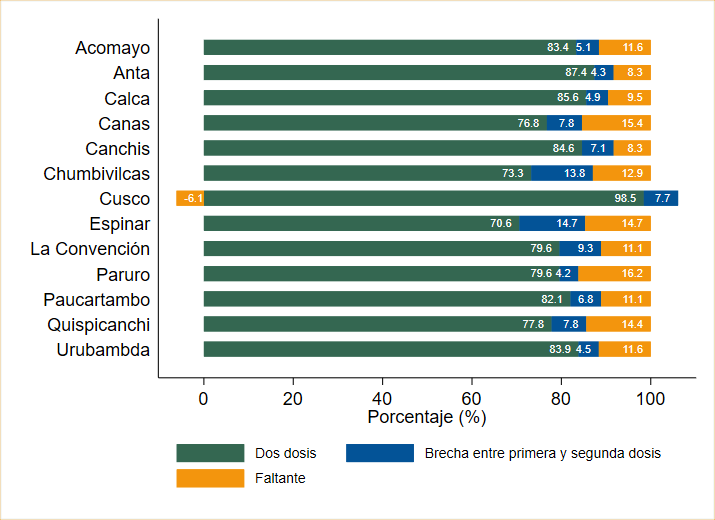 Acomayo 83.4 5.1 11.6
Anta 87.4 4.3 8.3
Calca 85.6 4.9 9.5
Canas 76.8 7.8 15.4
Canchis 84.6 7.1 8.3
Chumbivilcas 73.3 13.8 12.9
Cusco -6.1 98.5 7.7
Espinar 70.6 14.7 14.7
La Convención 79.6 9.3 11.1
Paruro 79.6 4.2 16.2
Paucartambo 82.1 6.8 11.1
Quispicanchi 77.8 7.8 14.4
Urubambda 83.9 4.5 11.6
0 20 40 60 80 100
Porcentaje (%)
Dos dosis Brecha entre primera y segunda dosis
Faltante